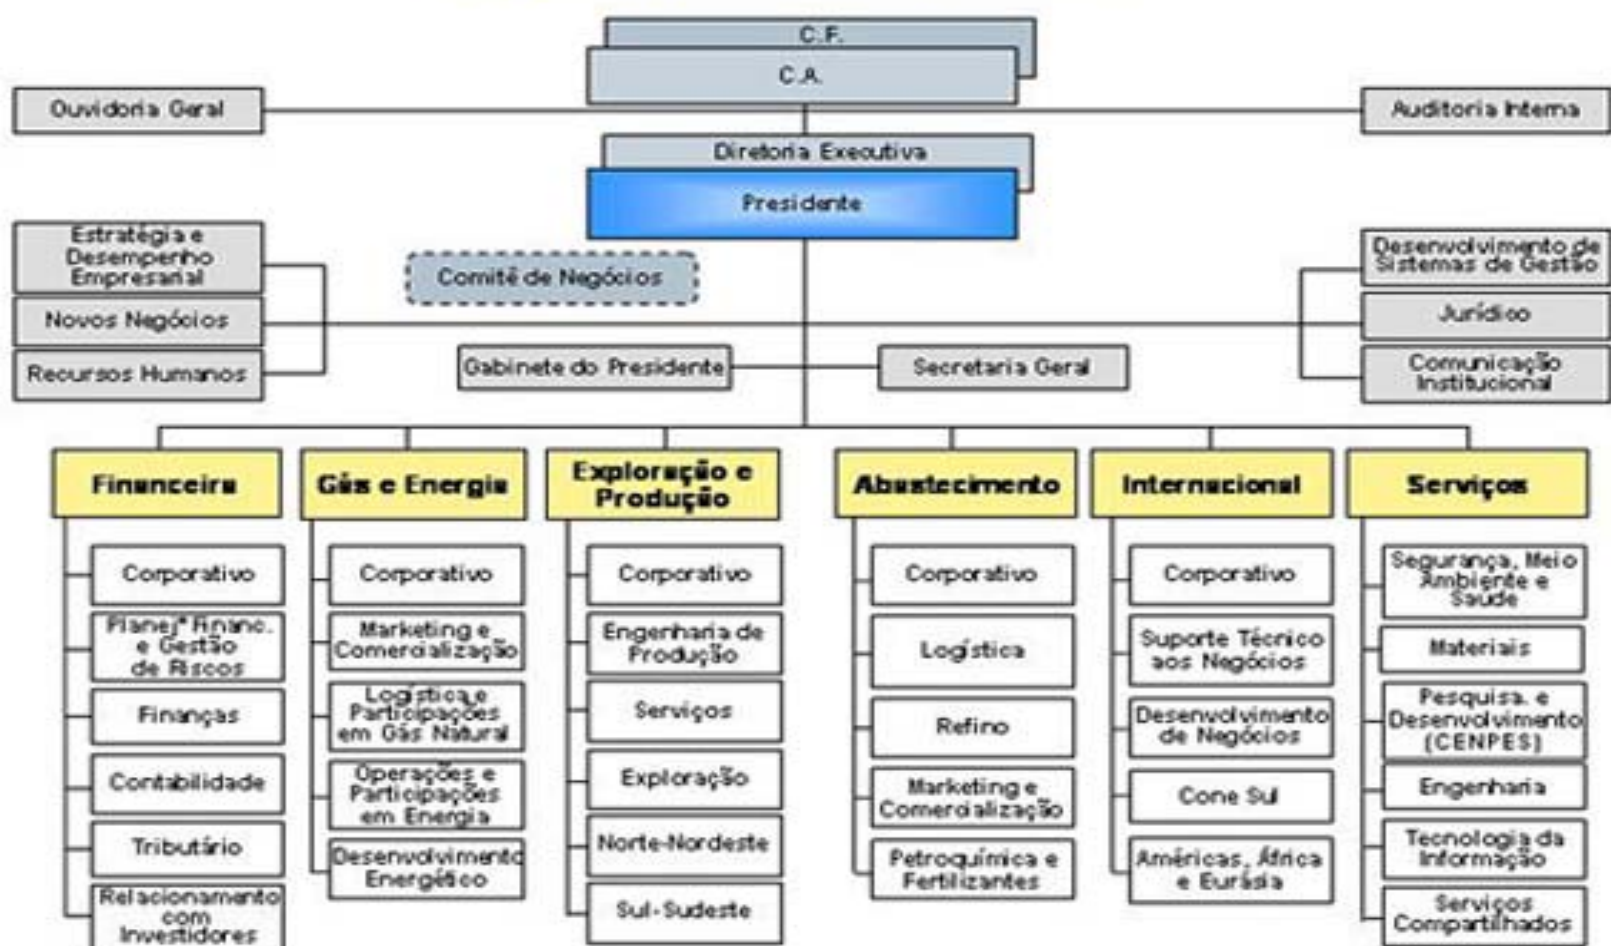 C.F.
C.A.
Ouvidoria Geral
Auditoria Interna
Diretoria Executiva
Presidente
Estratégia e
Desempenho
Empresarial
Novos Negócios
Recursos Humanos
Comitê de Negócios
Gabinete do Presidente
Secretaria Geral
Desenvolvimento de
Sistemas de Gestão
Jurídico
Comunicação
Institucional
Financeira
Corporativo
Planejº Financ.
e Gestão
de Riscos
Finanças
Contabilidade
Tributário
Relacionamento
com
Investidores
Gás e Energia
Corporativo
Marketing e
Comercialização
Logística e
Participações
em Gás Natural
Operações e
Participações
em Energia
Desenvolvimento
Energético
Exploração e
Produção
Corporativo
Engenharia de
Produção
Serviços
Exploração
Norte-Nordeste
Sul-Sudeste
Abastecimento
Corporativo
Logística
Refino
Marketing e
Comercialização
Petroquímica e
Fertilizantes
Internacional
Corporativo
Suporte Técnico
aos Negócios
Desenvolvimento
de Negócios
Cone Sul
Américas, África
e Eurásia
Serviços
Segurança, Meio
Ambiente e
Saúde
Materiais
Pesquisa. e
Desenvolvimento
(CENPES)
Engenharia
Tecnologia da
Informação
Serviços
Compartilhados